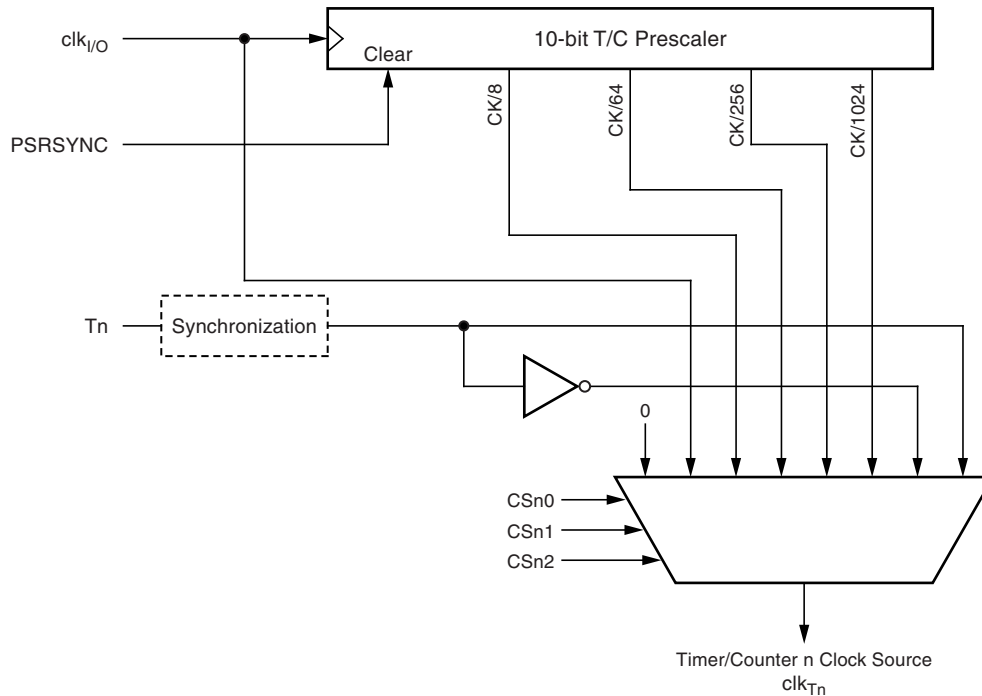 clkI/O
10-bit T/C Prescaler
Clear
CK/8
CK/64
CK/256
CK/1024
PSRSYNC
Tn
Synchronization
0
CSn0
CSn1
CSn2
Timer/Counter n Clock Source
clkTn